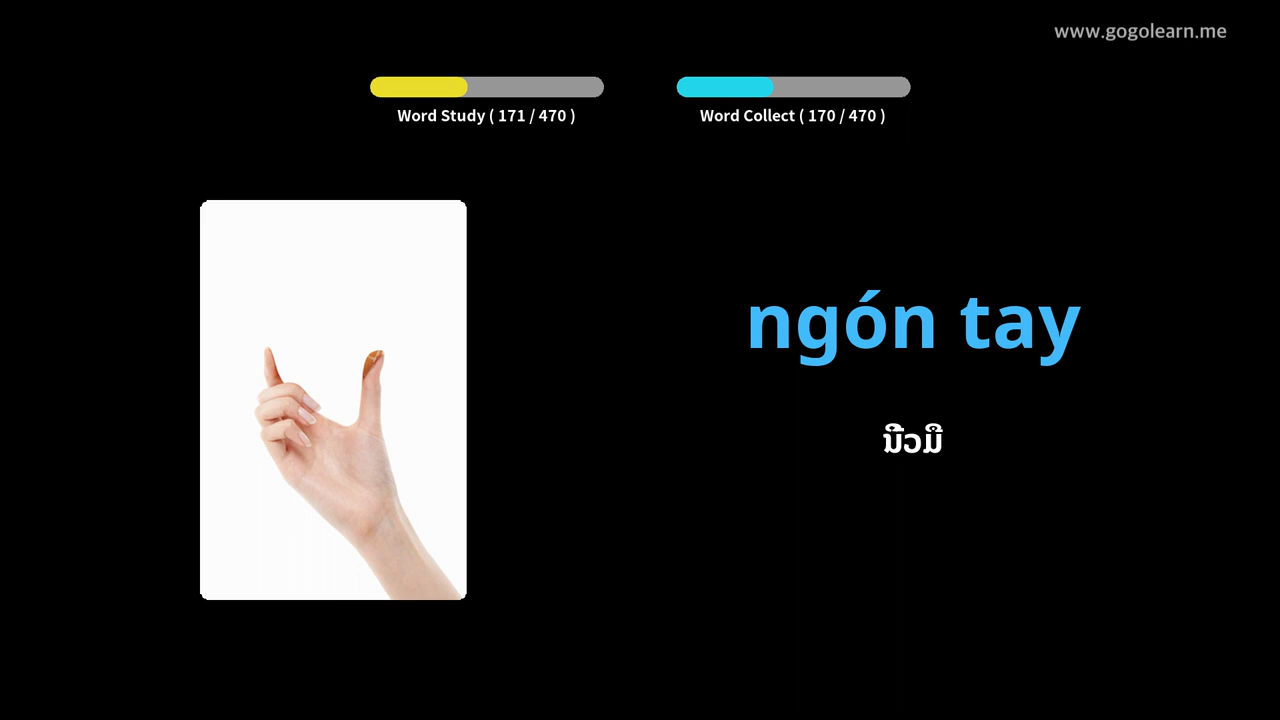 www.gogolearn.me
Word Study ( 171 / 470 )
Word Collect ( 170 / 470 )
ngón tay
ນິ້ວມື